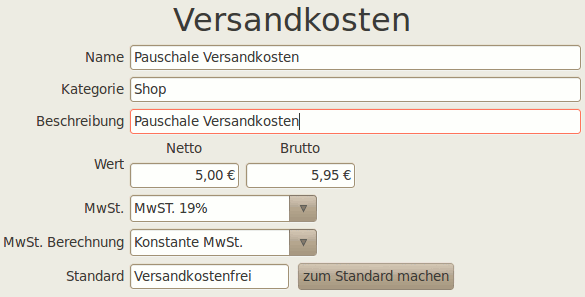 Versandkosten
Name Pauschale Versandkosten
Kategorie Shop
Beschreibung Pauschale Versandkosten
Netto Brutto
Wert 5,00 € 5,95 €
MwSt. MwST. 19%
MwSt. Berechnung Konstante MwSt.
Standard Versandkostenfrei zum Standard machen